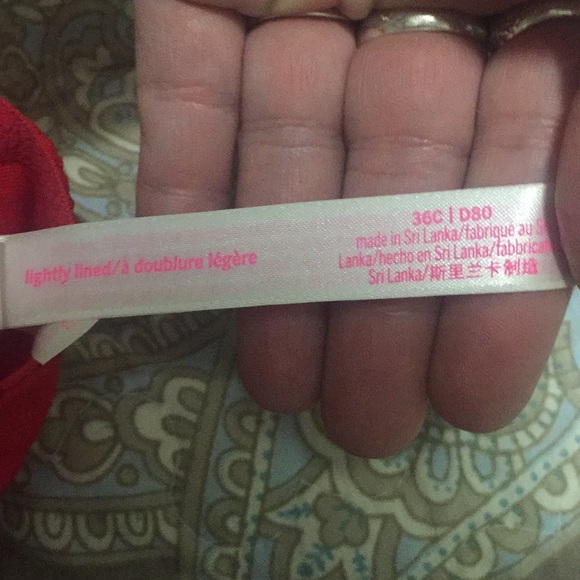 lightly lined/à doublure légère
36C | D80
made in Sri Lanka/fabriqué au
Lanka/hecho en Sri Lanka/
Sri Lanka/斯里兰卡制造